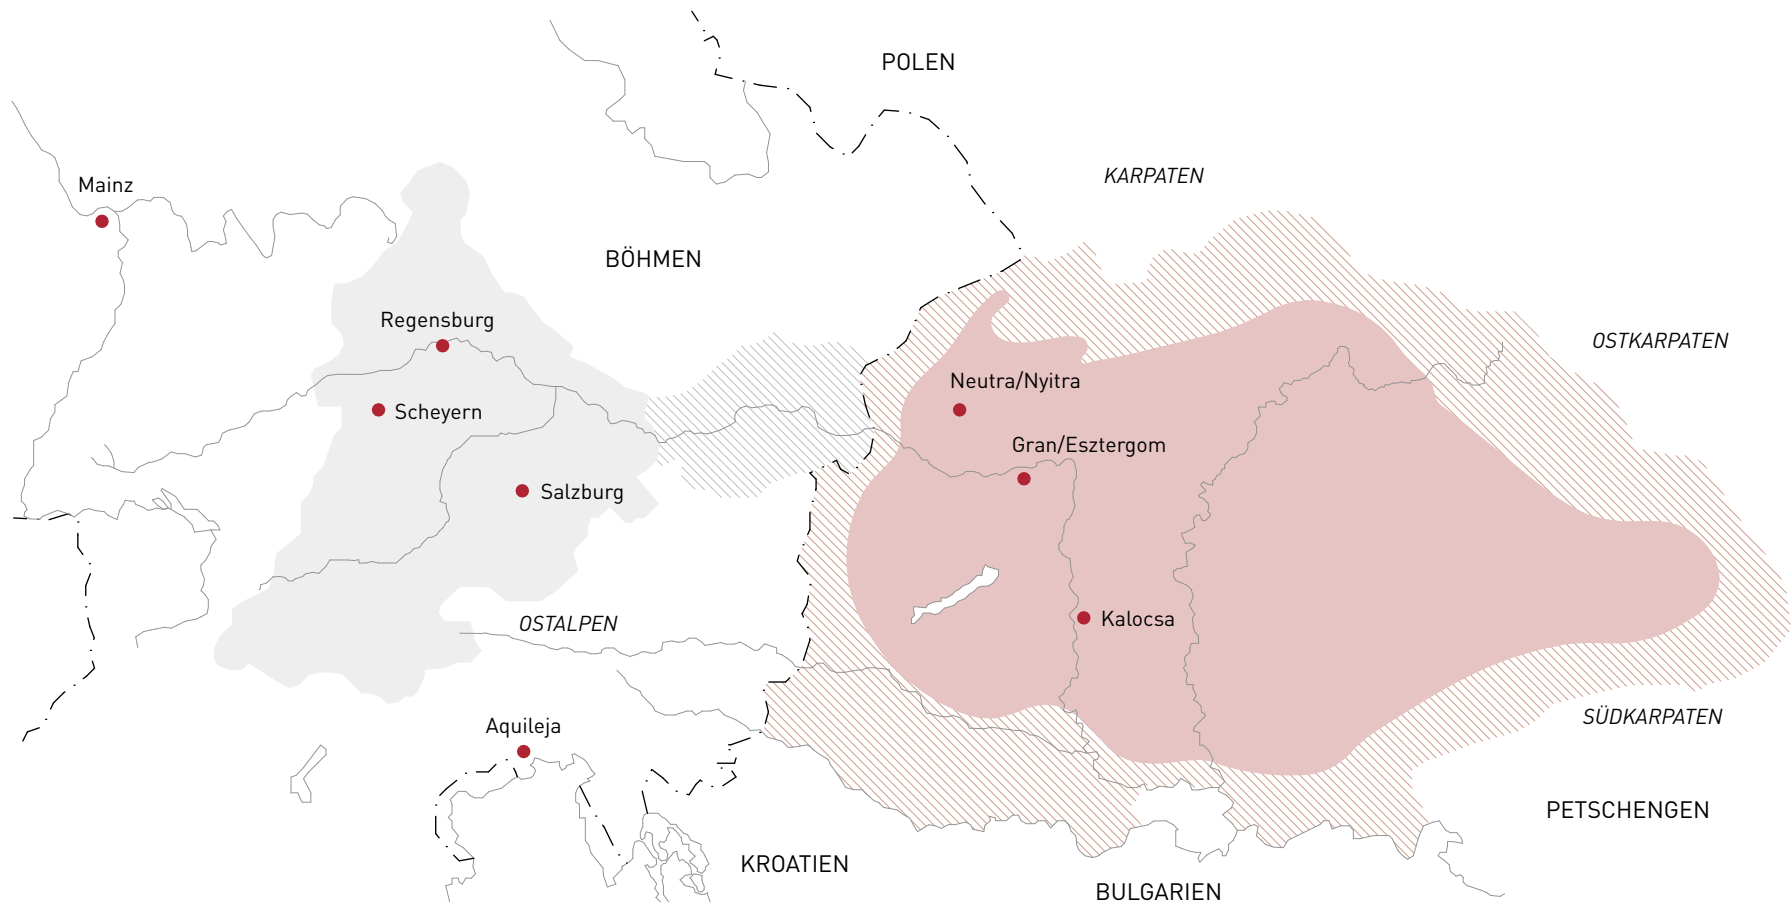 POLEN
KARPATEN
Mainz
BÖHMEN
Regensburg
OSTKARPATEN
Neutra/Nyitra
Scheyern
Gran/Esztergom
Salzburg
Kalocsa
OSTALPEN
SÜDKARPATEN
Aquileja
PETSCHENGEN
KROATIEN
BULGARIEN